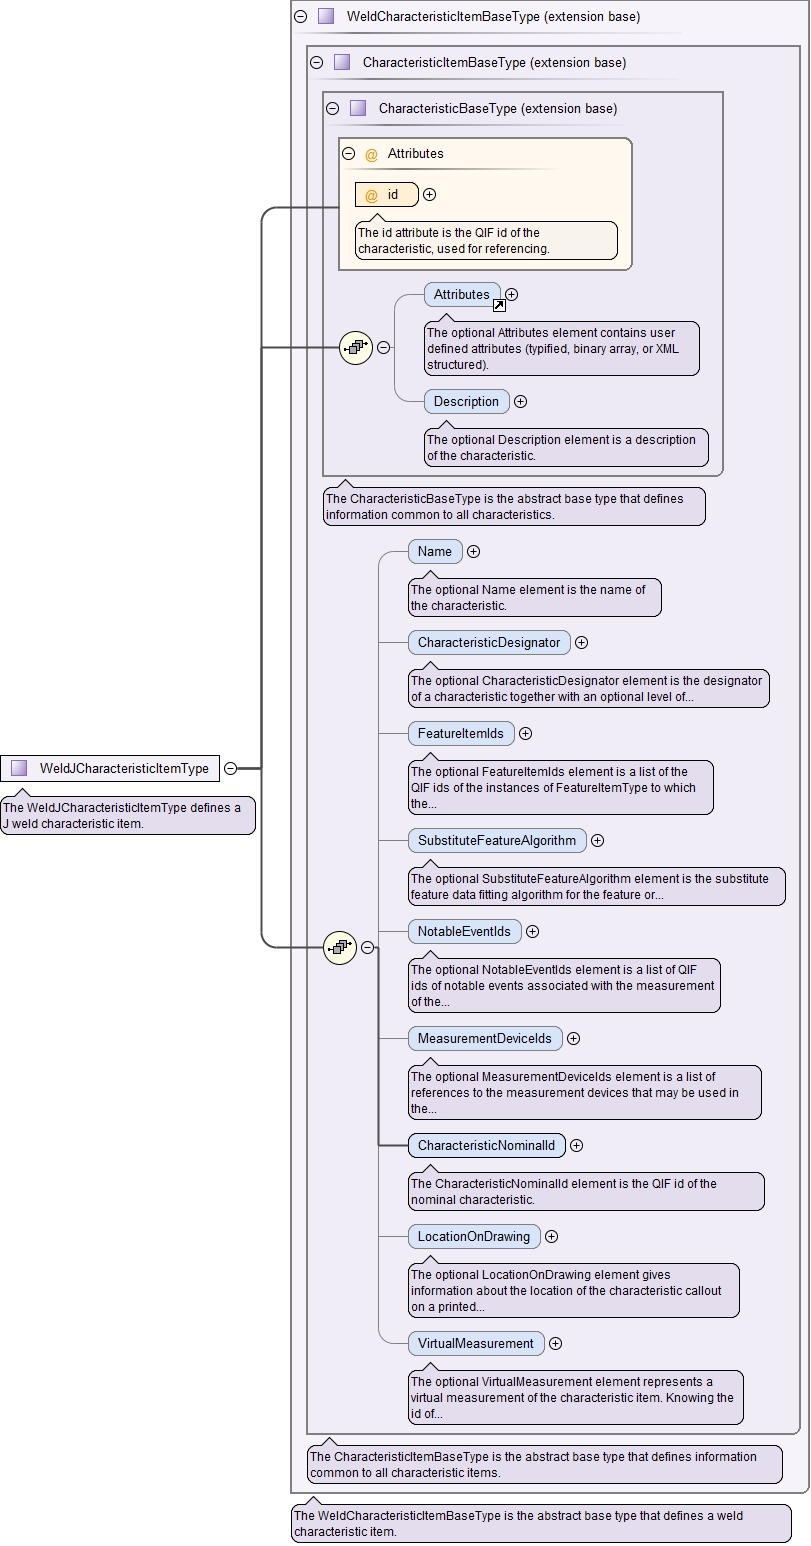 WeldCharacteristicItemBaseType (extension base)
CharacteristicItemBaseType (extension base)
CharacteristicBaseType (extension base)
@ Attributes
@ id
The id attribute is the QIF id of the
characteristic, used for referencing.
Attributes
The optional Attributes element contains user
defined attributes (typified, binary array, or XML
structured).
Description
The optional Description element is a description
of the characteristic.
The CharacteristicBaseType is the abstract base type that defines
information common to all characteristics.
Name
The optional Name element is the name of
the characteristic.
CharacteristicDesignator
The optional CharacteristicDesignator element is the designator
of a characteristic together with an optional level of...
FeatureItemIds
The optional FeatureItemIds element is a list of the
QIF ids of the instances of FeatureItemType to which
the...
WeldJCharacteristicItemType
The WeldJCharacteristicItemType defines a
J weld characteristic item.
SubstituteFeatureAlgorithm
The optional SubstituteFeatureAlgorithm element is the substitute
feature data fitting algorithm for the feature or...
NotableEventIds
The optional NotableEventIds element is a list of QIF
ids of notable events associated with the measurement
of the...
MeasurementDeviceIds
The optional MeasurementDeviceIds element is a list of
references to the measurement devices that may be used in
the...
CharacteristicNominalId
The CharacteristicNominalId element is the QIF id of the
nominal characteristic.
LocationOnDrawing
The optional LocationOnDrawing element gives
information about the location of the characteristic callout
on a printed...
VirtualMeasurement
The optional VirtualMeasurement element represents a
virtual measurement of the characteristic item. Knowing the
id of...
The CharacteristicItemBaseType is the abstract base type that defines information
common to all characteristic items.
The WeldCharacteristicItemBaseType is the abstract base type that defines a weld
characteristic item.